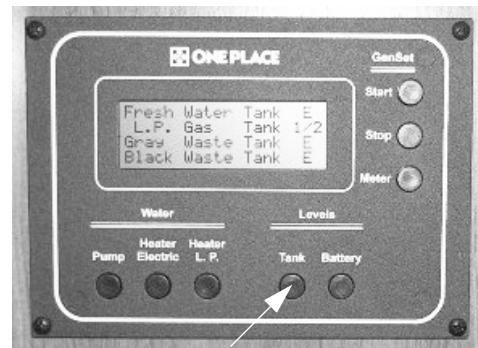 ONE PLACE
GenSet
Start
Fresh Water Tank E
L.P. Gas Tank 1/2
Gray Waste Tank E
Black Waste Tank E
Stop
Meter
Water
Levels
Pump
Heater Electric
Heater L. P.
Tank
Battery